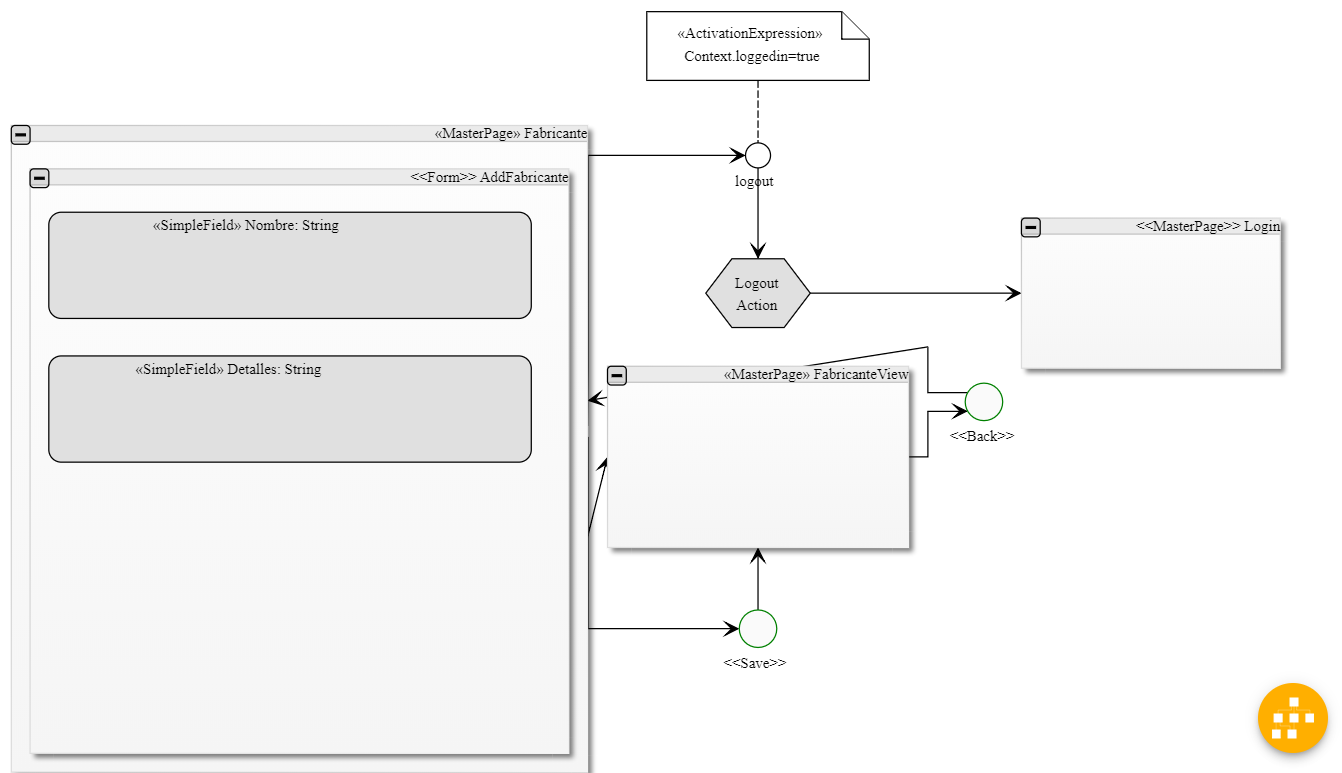 «ActivationExpression»
Context.loggedin=true
«MasterPage» Fabricante
<<Form>> AddFabricante
logout
«SimpleField» Nombre: String
<<MasterPage>> Login
Logout
Action
«SimpleField» Detalles: String
«MasterPage» FabricanteView
<<Back>>
<<Save>>